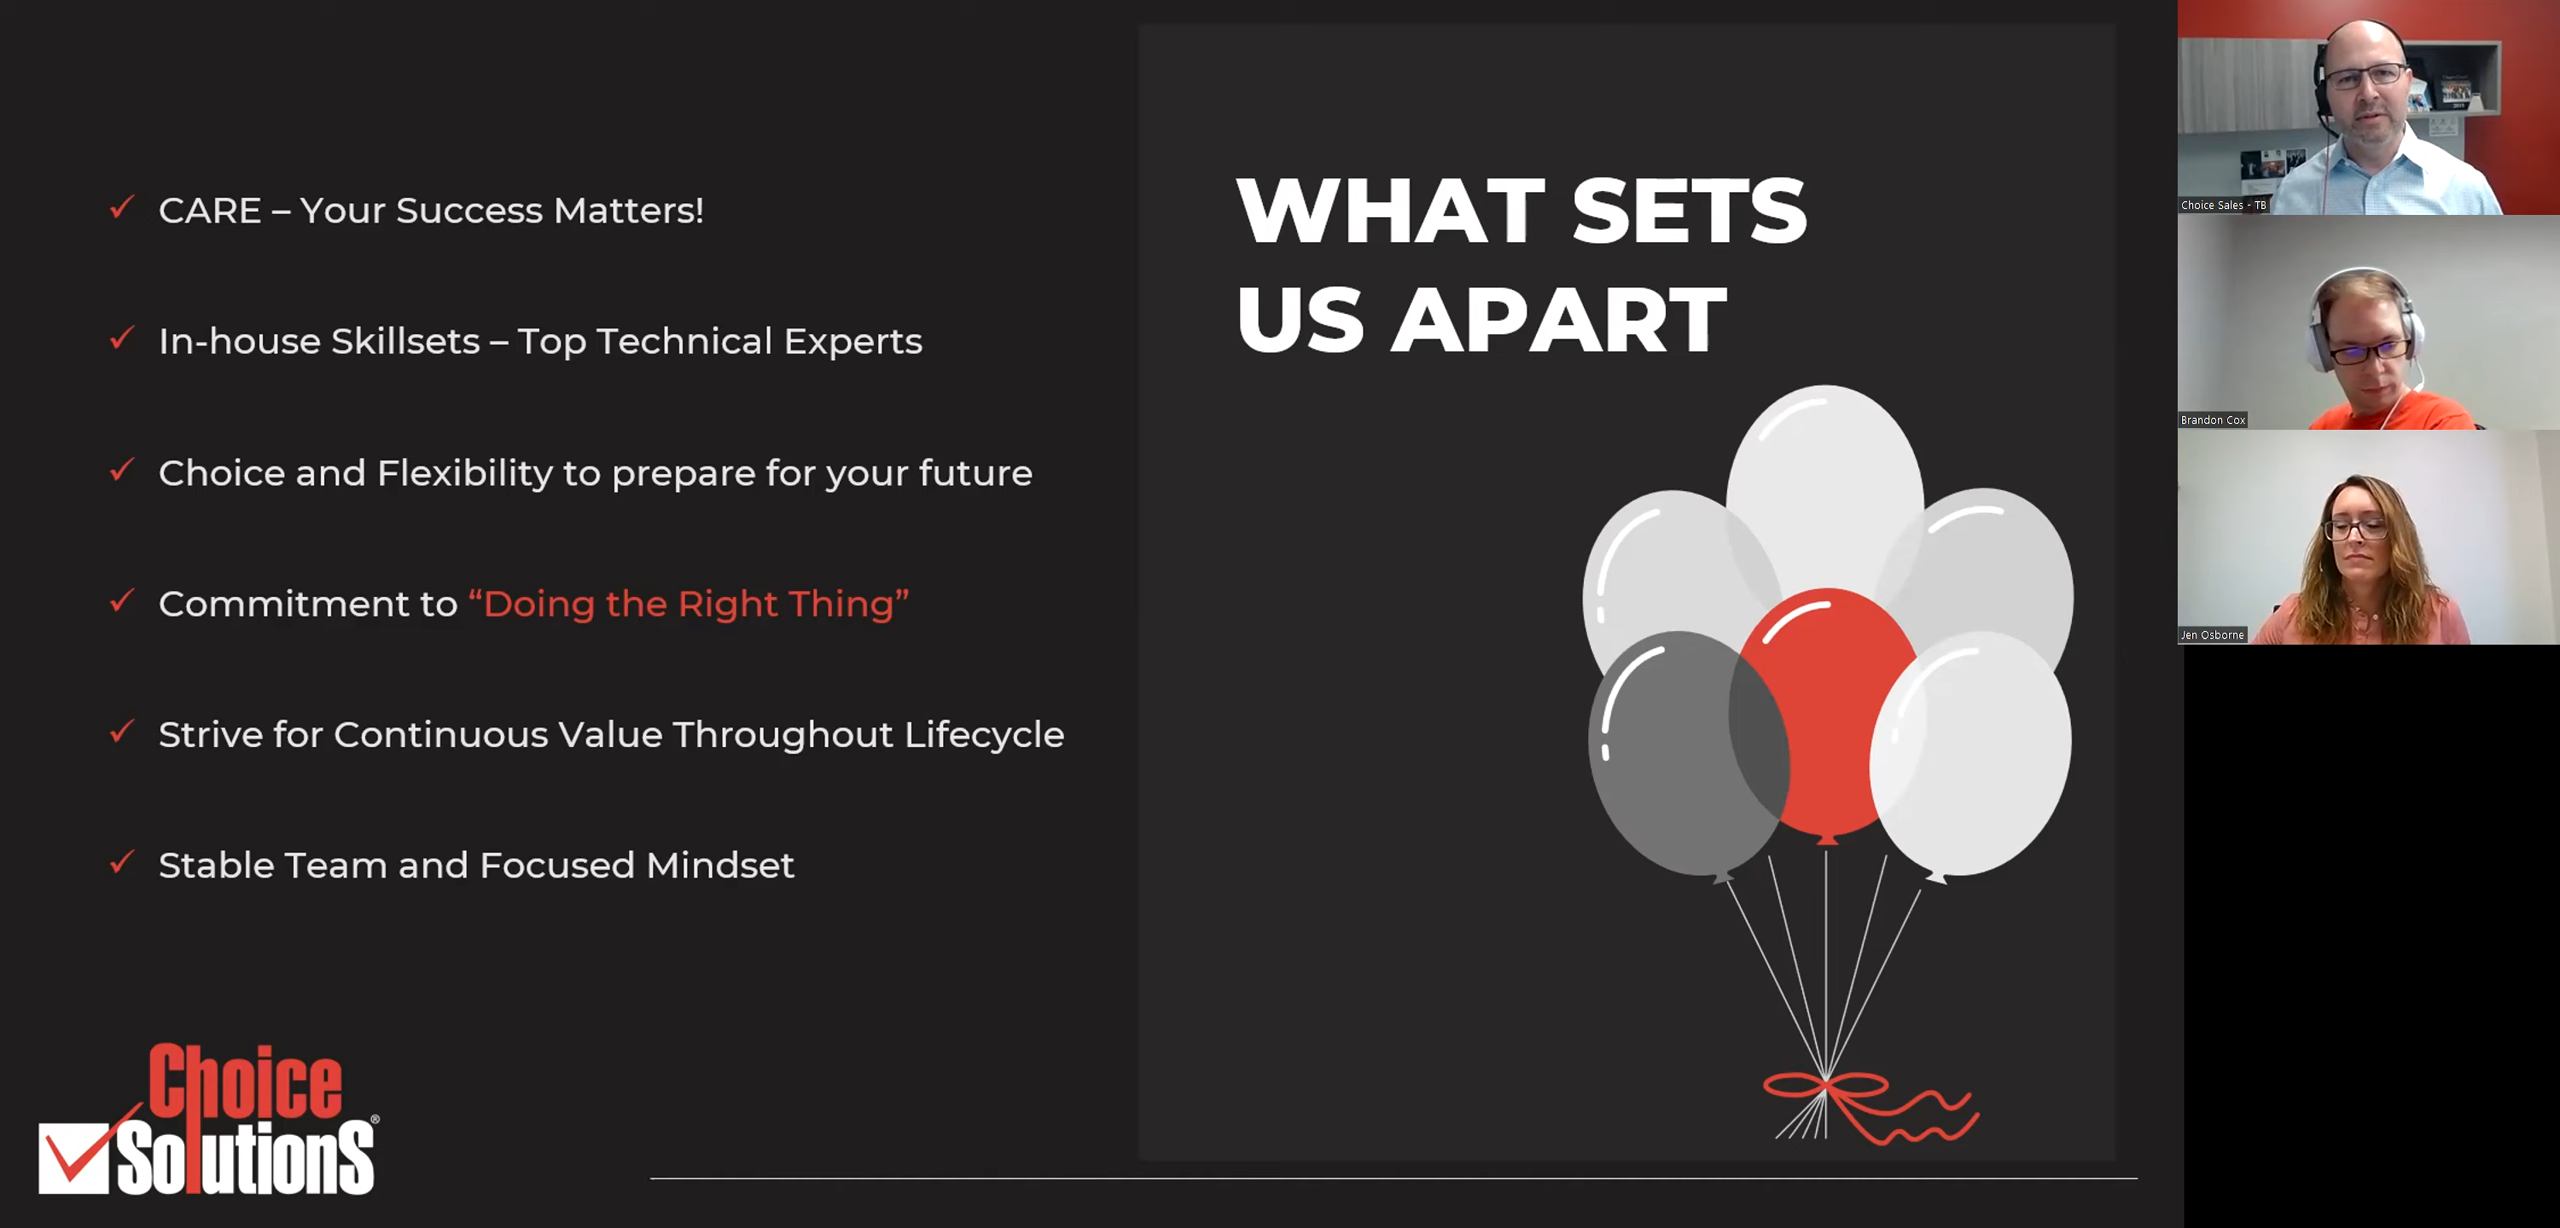 CARE – Your Success Matters!
In-house Skillsets – Top Technical Experts
Choice and Flexibility to prepare for your future
Commitment to “Doing the Right Thing”
Strive for Continuous Value Throughout Lifecycle
Stable Team and Focused Mindset
WHAT SETS
US APART
Choice
Solutions®
Choice Sales - TB
Brandon Cox
Jen Osborne